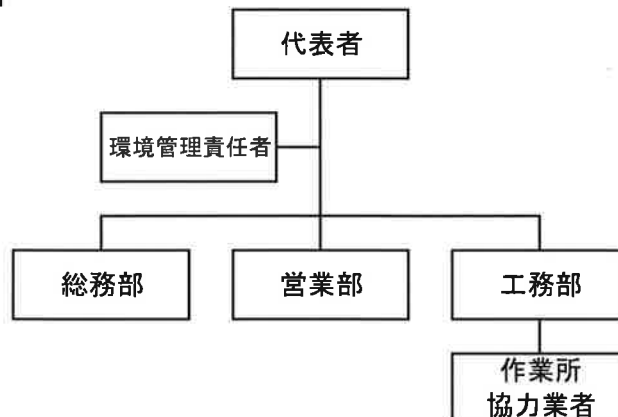 代表者
環境管理責任者
総務部
営業部
工務部
作業所
協力業者